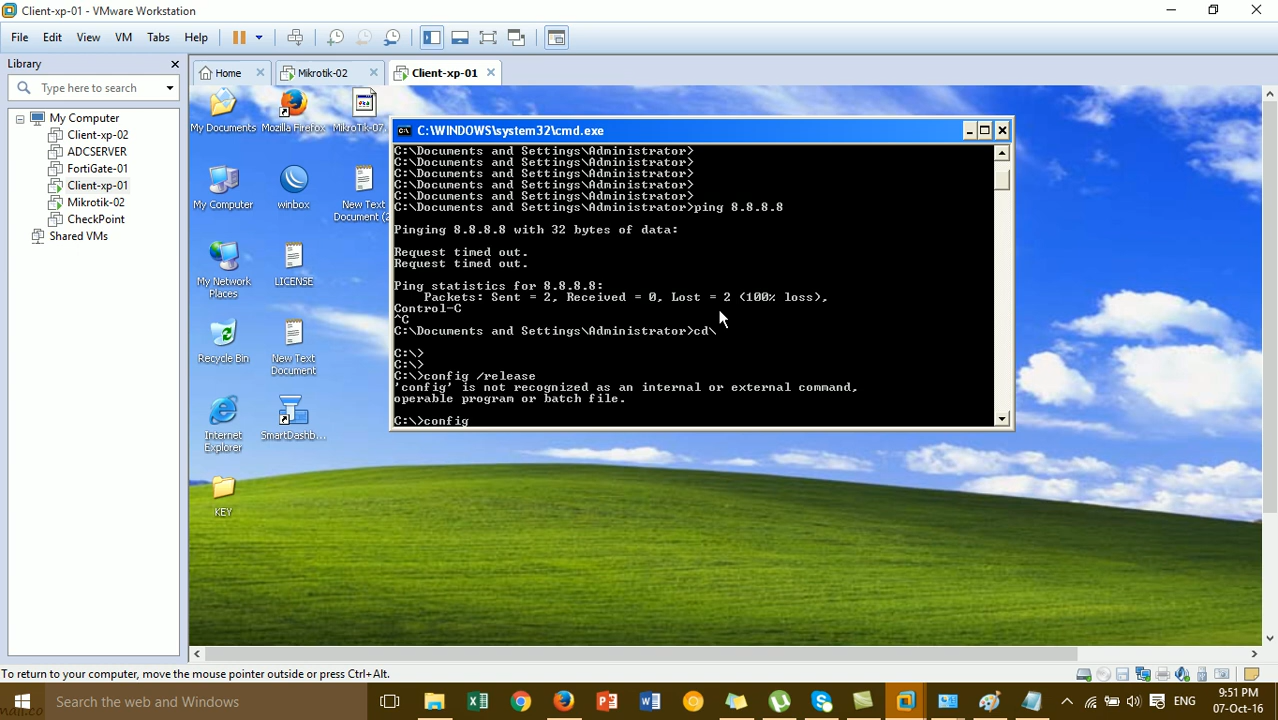 Client-xp-01 - VMware Workstation
File Edit View VM Tabs Help
Library
Type here to search
My Computer
Client-xp-02
ADCSERVER
FortiGate-01
Client-xp-01
Mikrotik-02
CheckPoint
Shared VMs
Home
Mikrotik-02
Client-xp-01
My Documents
Mozilla Firefox
MikroTik-07...
My Computer
winbox
New Text
Document (2
My Network
Places
LICENSE
Recycle Bin
New Text
Document
Internet
Explorer
SmartDashb...
KEY
C:\WINDOWS\system32\cmd.exe
C:\Documents and Settings\Administrator>
C:\Documents and Settings\Administrator>
C:\Documents and Settings\Administrator>
C:\Documents and Settings\Administrator>
C:\Documents and Settings\Administrator>
C:\Documents and Settings\Administrator>ping 8.8.8.8
Pinging 8.8.8.8 with 32 bytes of data:
Request timed out.
Request timed out.
Ping statistics for 8.8.8.8:
Packets: Sent = 2, Received = 0, Lost = 2 (100% loss),
Control-C
^C
C:\Documents and Settings\Administrator>cd\
C:\>
C:\>
C:\>config /release
'config' is not recognized as an internal or external command,
operable program or batch file.
C:\>config
To return to your computer, move the mouse pointer outside or press Ctrl+Alt.
Search the web and Windows
ENG
9:51 PM
07-Oct-16